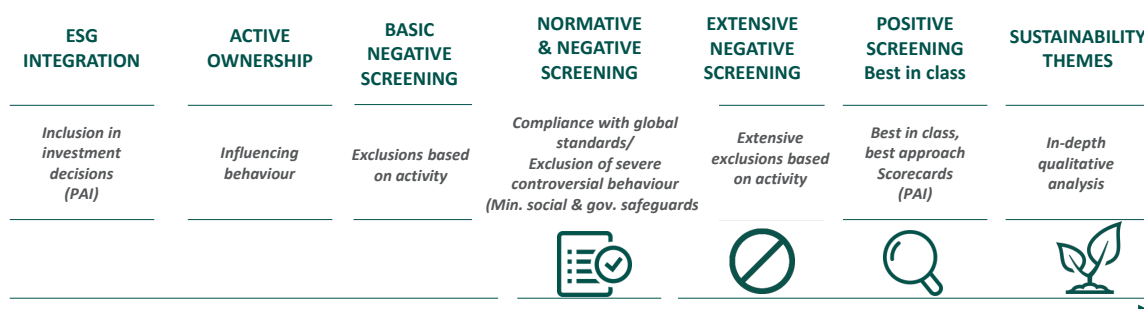 ESG
INTEGRATION
ACTIVE
OWNERSHIP
BASIC
NEGATIVE
SCREENING
NORMATIVE
& NEGATIVE
SCREENING
EXTENSIVE
NEGATIVE
SCREENING
POSITIVE
SCREENING
Best in class
SUSTAINABILITY
THEMES
Inclusion in
investment
decisions
(PAI)
Influencing
behaviour
Exclusions based
on activity
Compliance with global
standards/
Exclusion of severe
controversial behaviour
(Min. social & gov. safeguards
Extensive
exclusions based
on activity
Best in class,
best approach
Scorecards
(PAI)
In-depth
qualitative
analysis